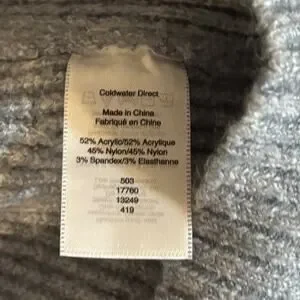 Coldwater Direct
Made in China
Fabriqué en Chine
52% Acrylic/52% Acrylique
45% Nylon/45% Nylon
3% Spandex/3% Elasthanne
503
17760
13249
419